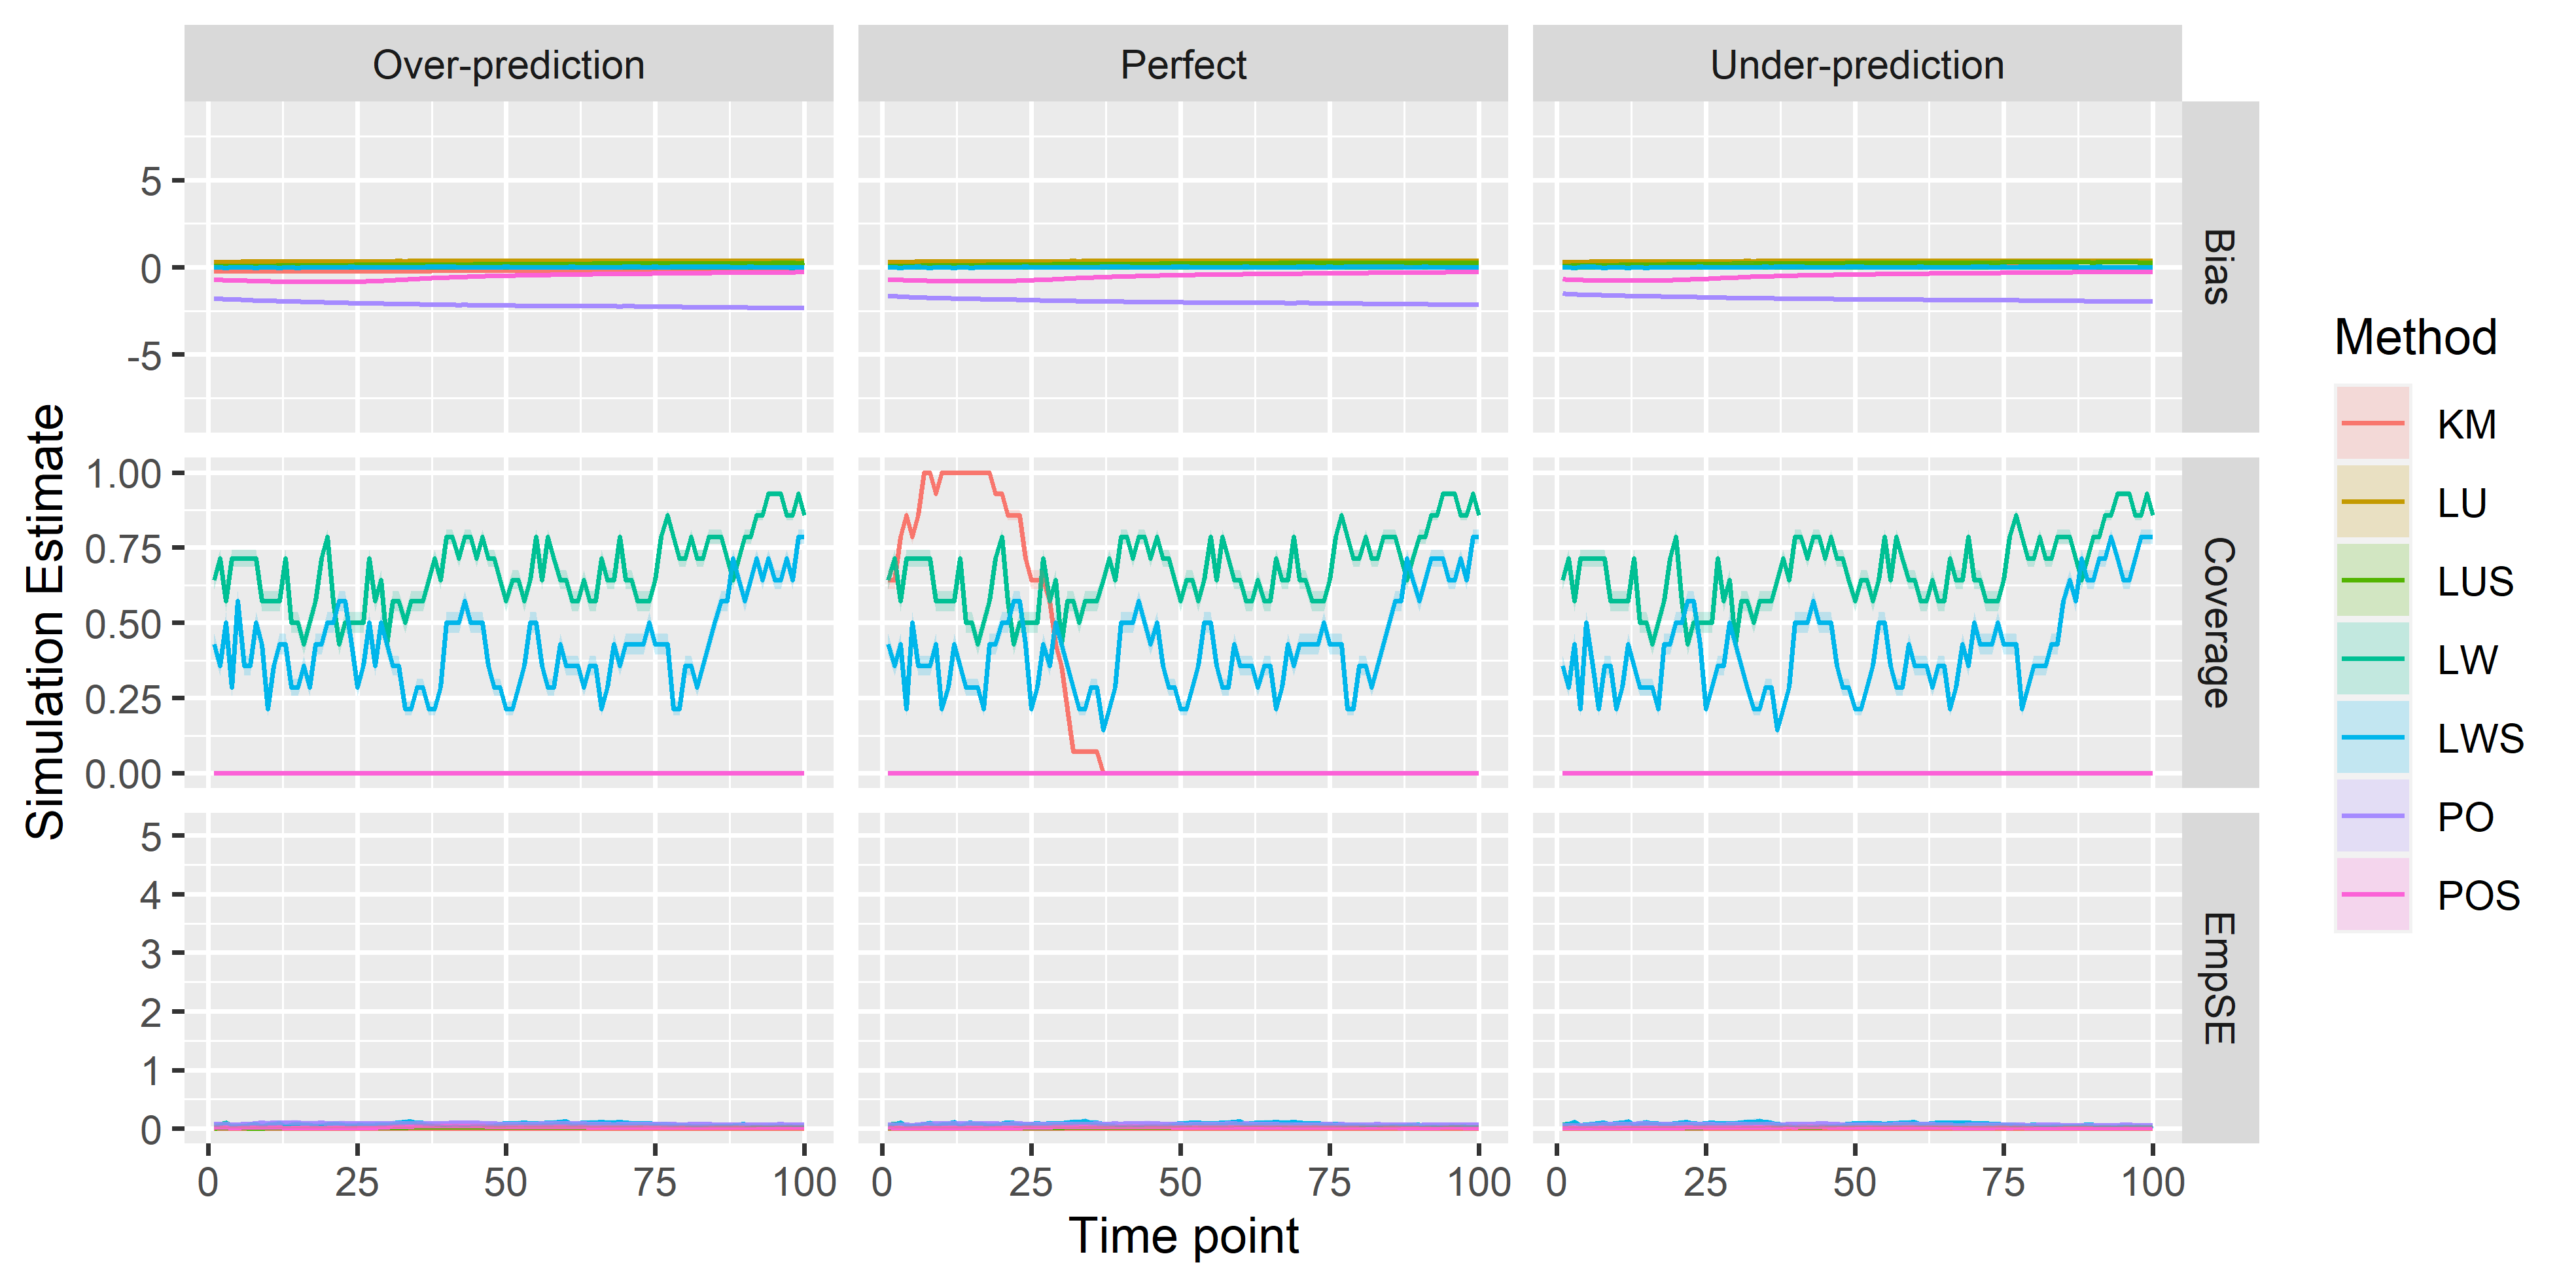 Over-prediction Perfect Under-prediction
5
0
-5
Bias
1.00
0.75
0.50
0.25
0.00
Coverage
5
4
3
2
1
0
EmpSE
0 25 50 75 100 0 25 50 75 100 0 25 50 75 100
Time point
Simulation Estimate
Method
KM
LU
LUS
LW
LWS
PO
POS